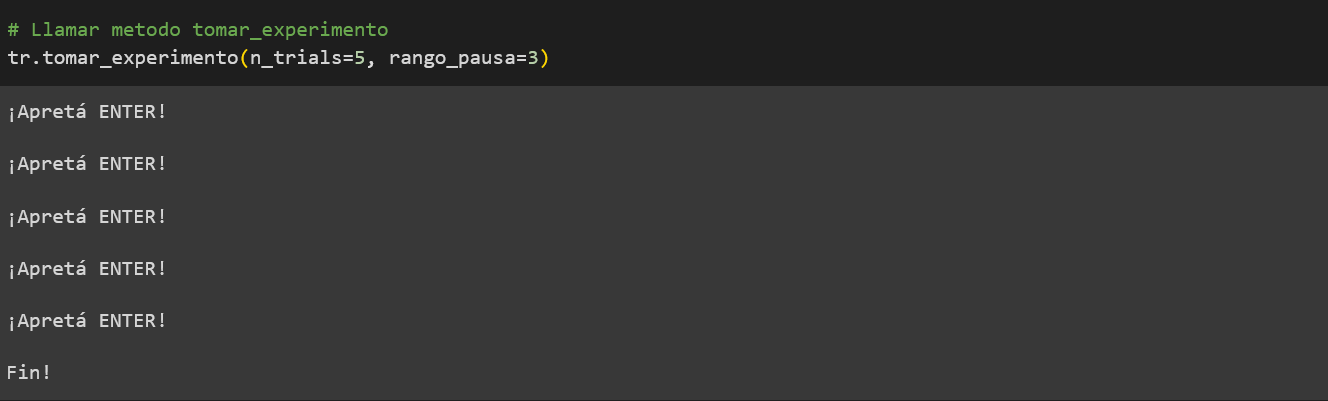 # Llamar metodo tomar_experimento
tr.tomar_experimento(n_trials=5, rango_pausa=3)
¡Apretá ENTER!
¡Apretá ENTER!
¡Apretá ENTER!
¡Apretá ENTER!
¡Apretá ENTER!
Fin!